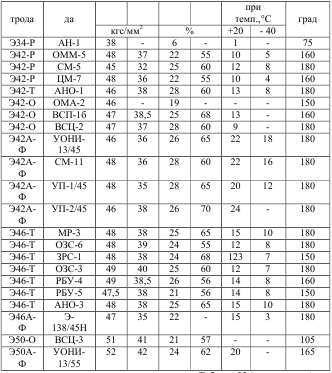 при
трода да темп.,°С град
кгс/мм² % +20 - 40
Э34-Р АН-1 38 - 6 - 1 - 75
Э42-Р ОММ-5 48 37 22 55 10 5 160
Э42-Р СМ-5 45 32 25 60 12 8 180
Э42-Р ЦМ-7 48 36 22 55 10 4 160
Э42-Т АНО-1 46 36 28 60 13 8 180
Э42-О ОМА-2 46 - 19 - - - 150
Э42-О ВСП-1б 47 38,5 25 68 13 - 160
Э42-О ВСЦ-2 47 37 28 60 9 - 180
Э42А- УОНИ- 46 36 26 65 22 18 180
Ф 13/45
Э42А- СМ-11 48 36 28 60 22 16 180
Ф
Э42А- УП-1/45 48 35 28 65 20 12 180
Ф
Э42А- УП-2/45 46 38 26 70 24 - 180
Ф
Э46-Т МР-3 48 38 25 65 15 10 180
Э46-Т ОЗС-6 48 39 24 55 12 8 180
Э46-Т ЗРС-1 48 38 24 68 123 7 150
Э46-Т ОЗС-3 49 40 25 60 12 7 180
Э46-Т РБУ-4 49 38,5 26 56 14 8 160
Э46-Т РБУ-5 47,5 38 21 56 14 8 150
Э46-Т АНО-3 48 38 25 65 15 10 180
Э46А- Э- 47 35 22 - 15 3 180
Ф 138/45Н
Э50-О ВСЦ-3 51 41 21 57 - - 105
Э50А- УОНИ- 52 42 24 62 20 - 165
Ф 13/55